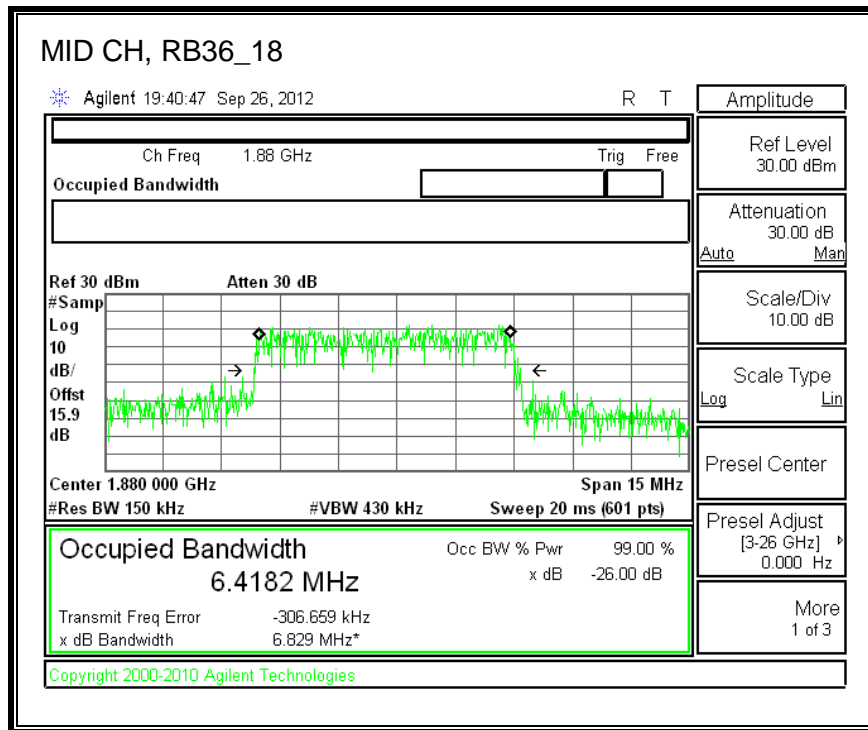 MID CH, RB36_18
Agilent 19:40:47 Sep 26, 2012 R T
Ch Freq 1.88 GHz Trig Free
Occupied Bandwidth
Ref 30 dBm Atten 30 dB
#Samp
Log
10
dB/
Offst
15.9
dB
Center 1.880 000 GHz Span 15 MHz
#Res BW 150 kHz #VBW 430 kHz Sweep 20 ms (601 pts)
Occupied Bandwidth Occ BW % Pwr 99.00 %
6.4182 MHz x dB -26.00 dB
Transmit Freq Error -306.659 kHz
x dB Bandwidth 6.829 MHz*
Copyright 2000-2010 Agilent Technologies
Amplitude
Ref Level
30.00 dBm
Attenuation
30.00 dB
Auto Man
Scale/Div
10.00 dB
Scale Type
Log Lin
Presel Center
Presel Adjust
[3-26 GHz]
0.000 Hz
More
1 of 3